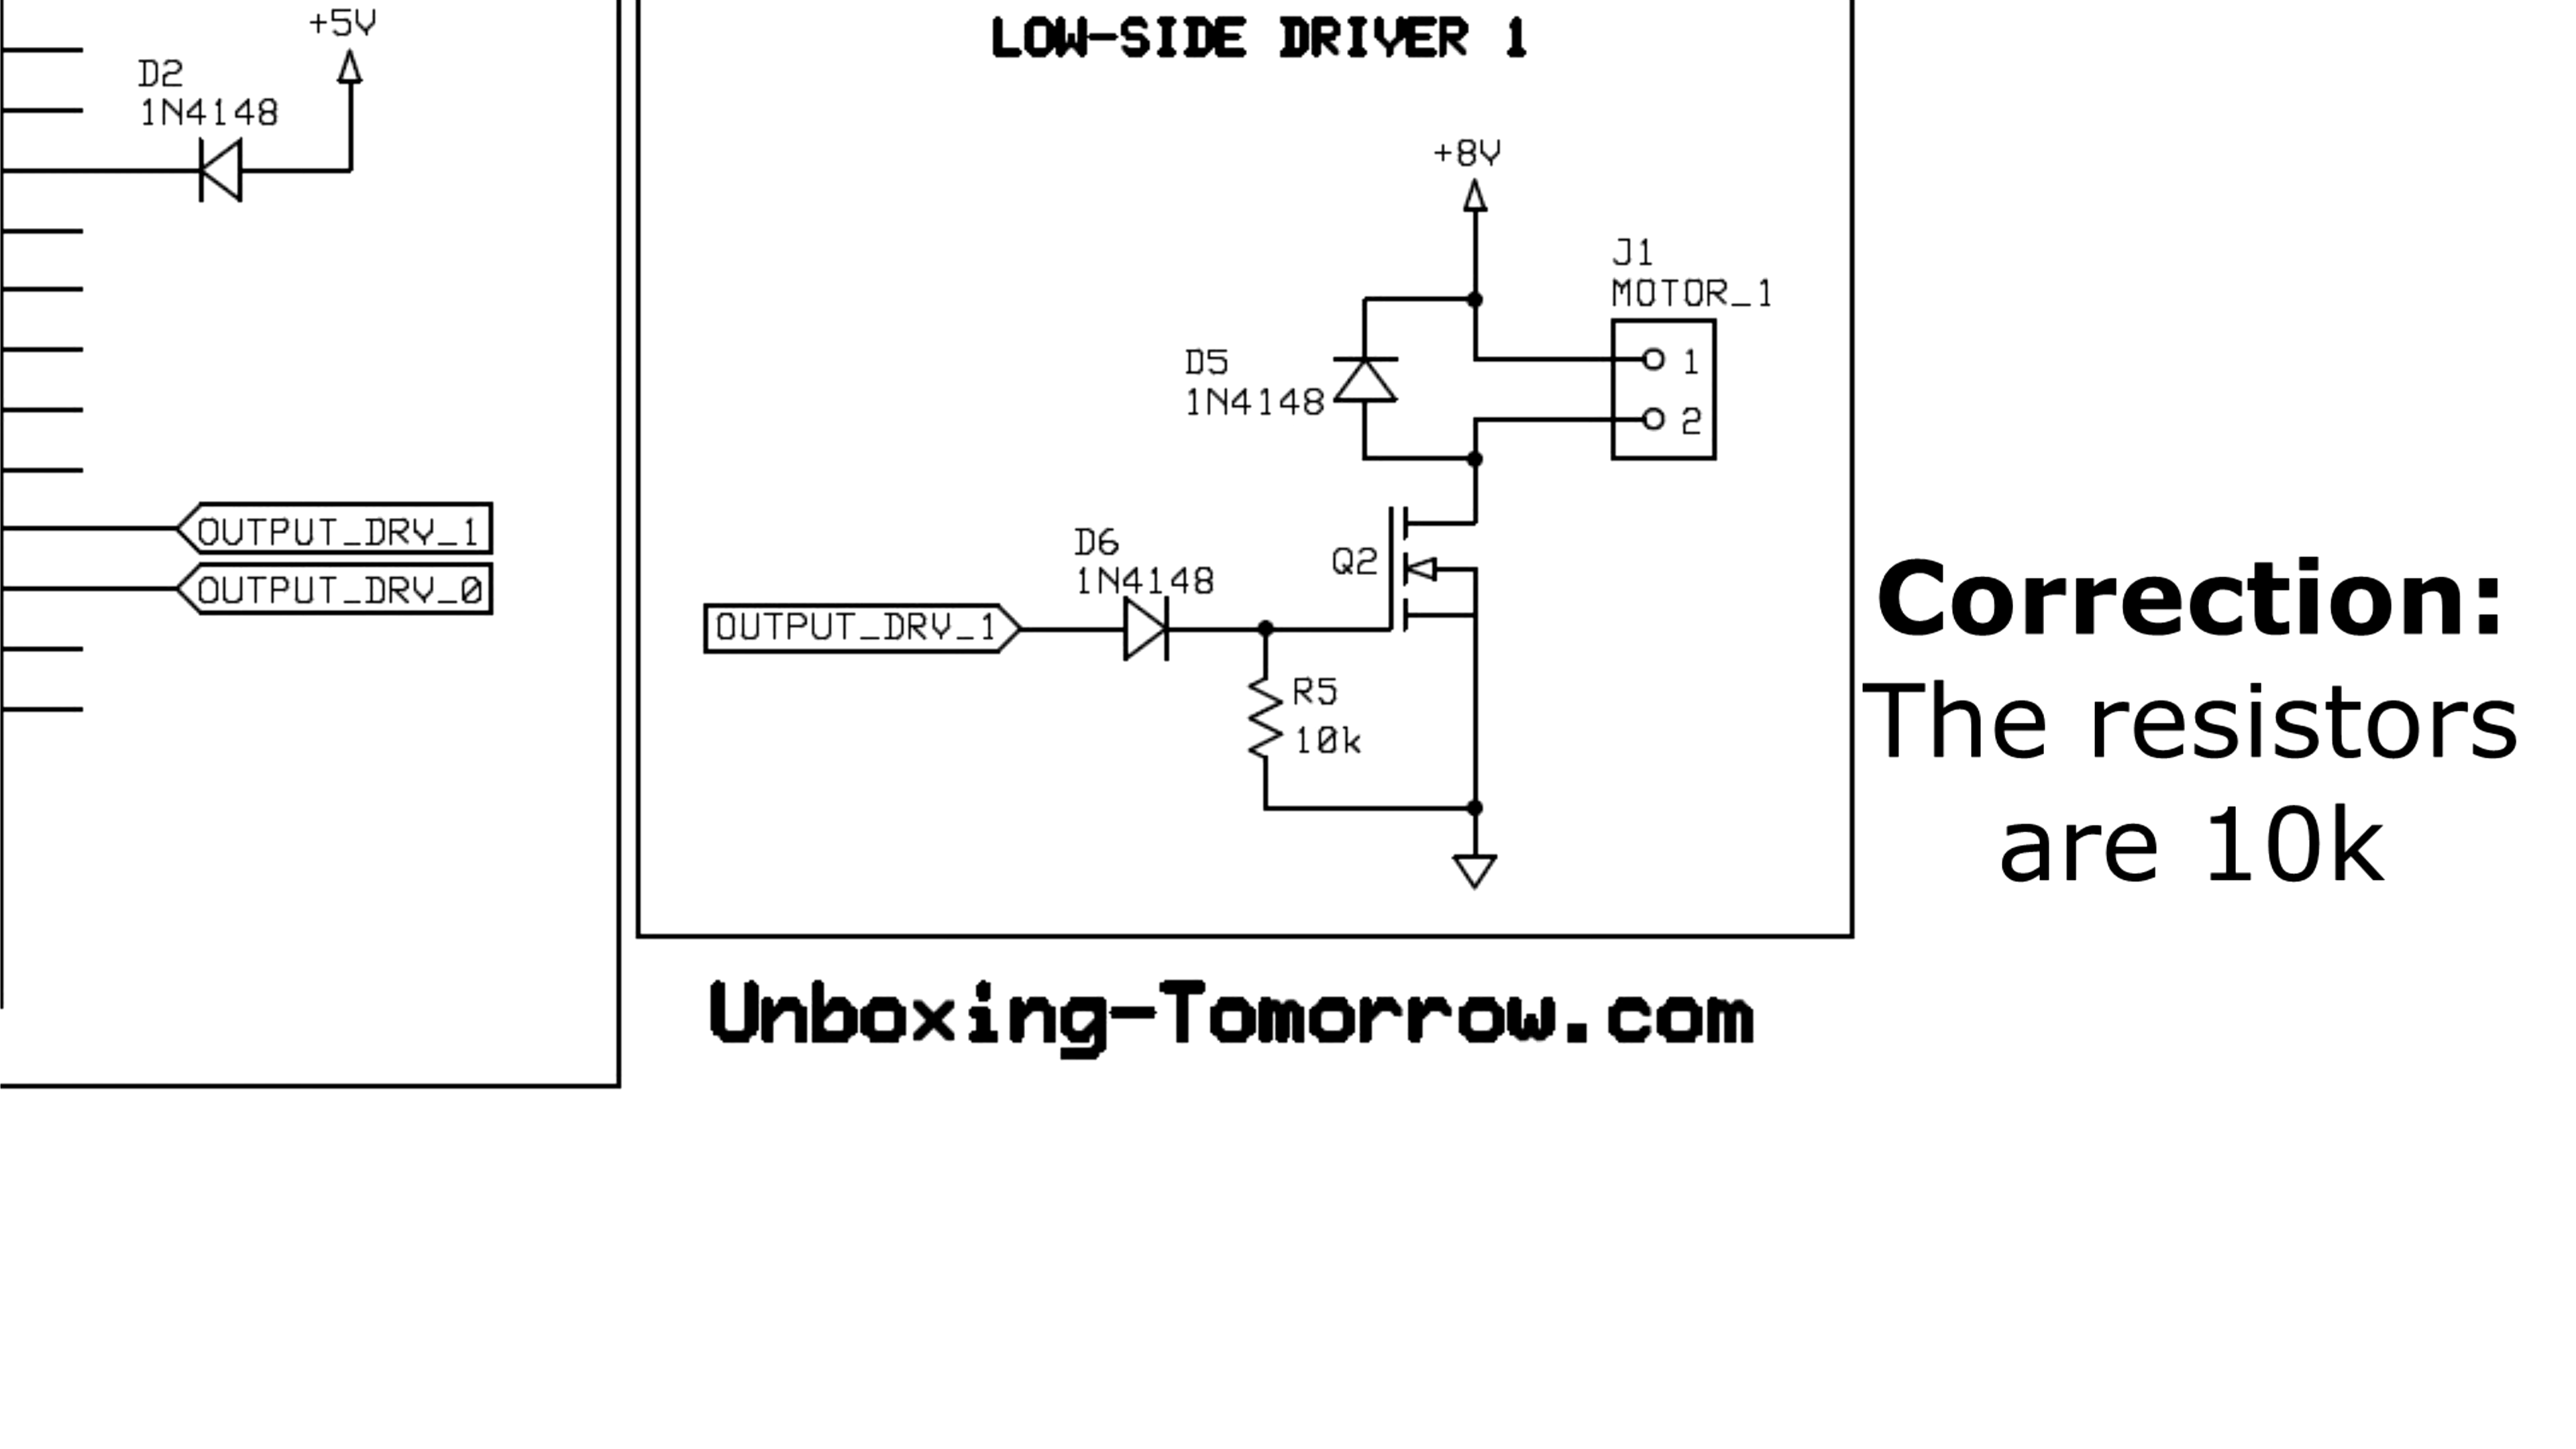 +5V
D2
1N4148
OUTPUT_DRV_1
OUTPUT_DRV_0
LOW-SIDE DRIVER 1
+8V
J1
MOTOR_1
1
2
D5
1N4148
Q2
D6
1N4148
OUTPUT_DRV_1
R5
10k
Unboxing-Tomorrow.com
Correction:
The resistors
are 10k